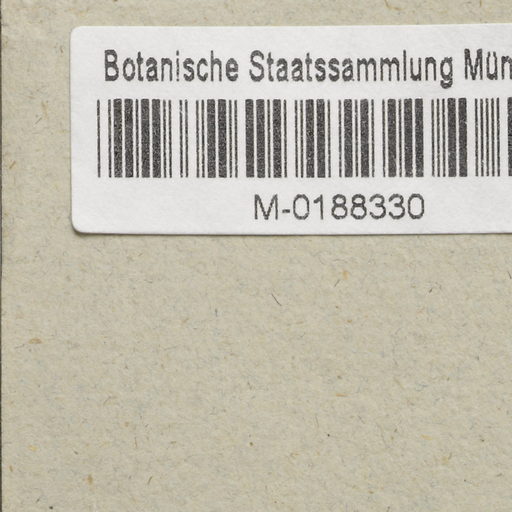 Botanische Staatssammlung Mün
M-0188330